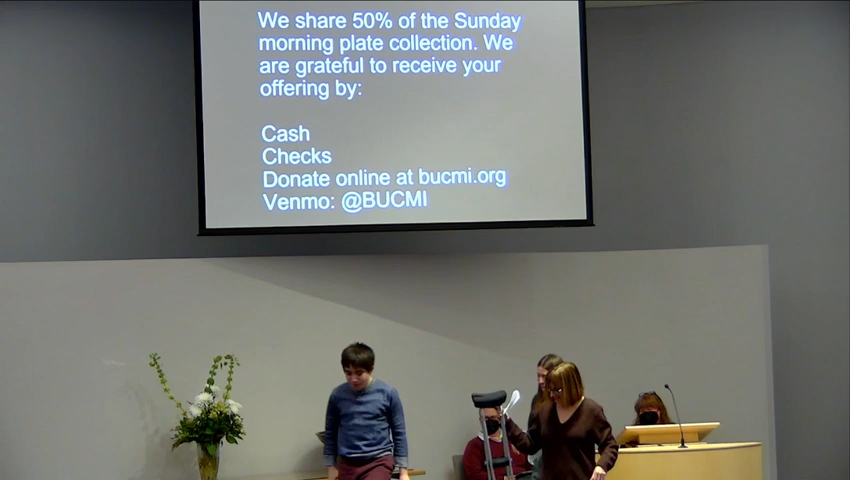 We share 50% of the Sunday
morning plate collection. We
are grateful to receive your
offering by:
Cash
Checks
Donate online at bucmi.org
Venmo: @BUCMI